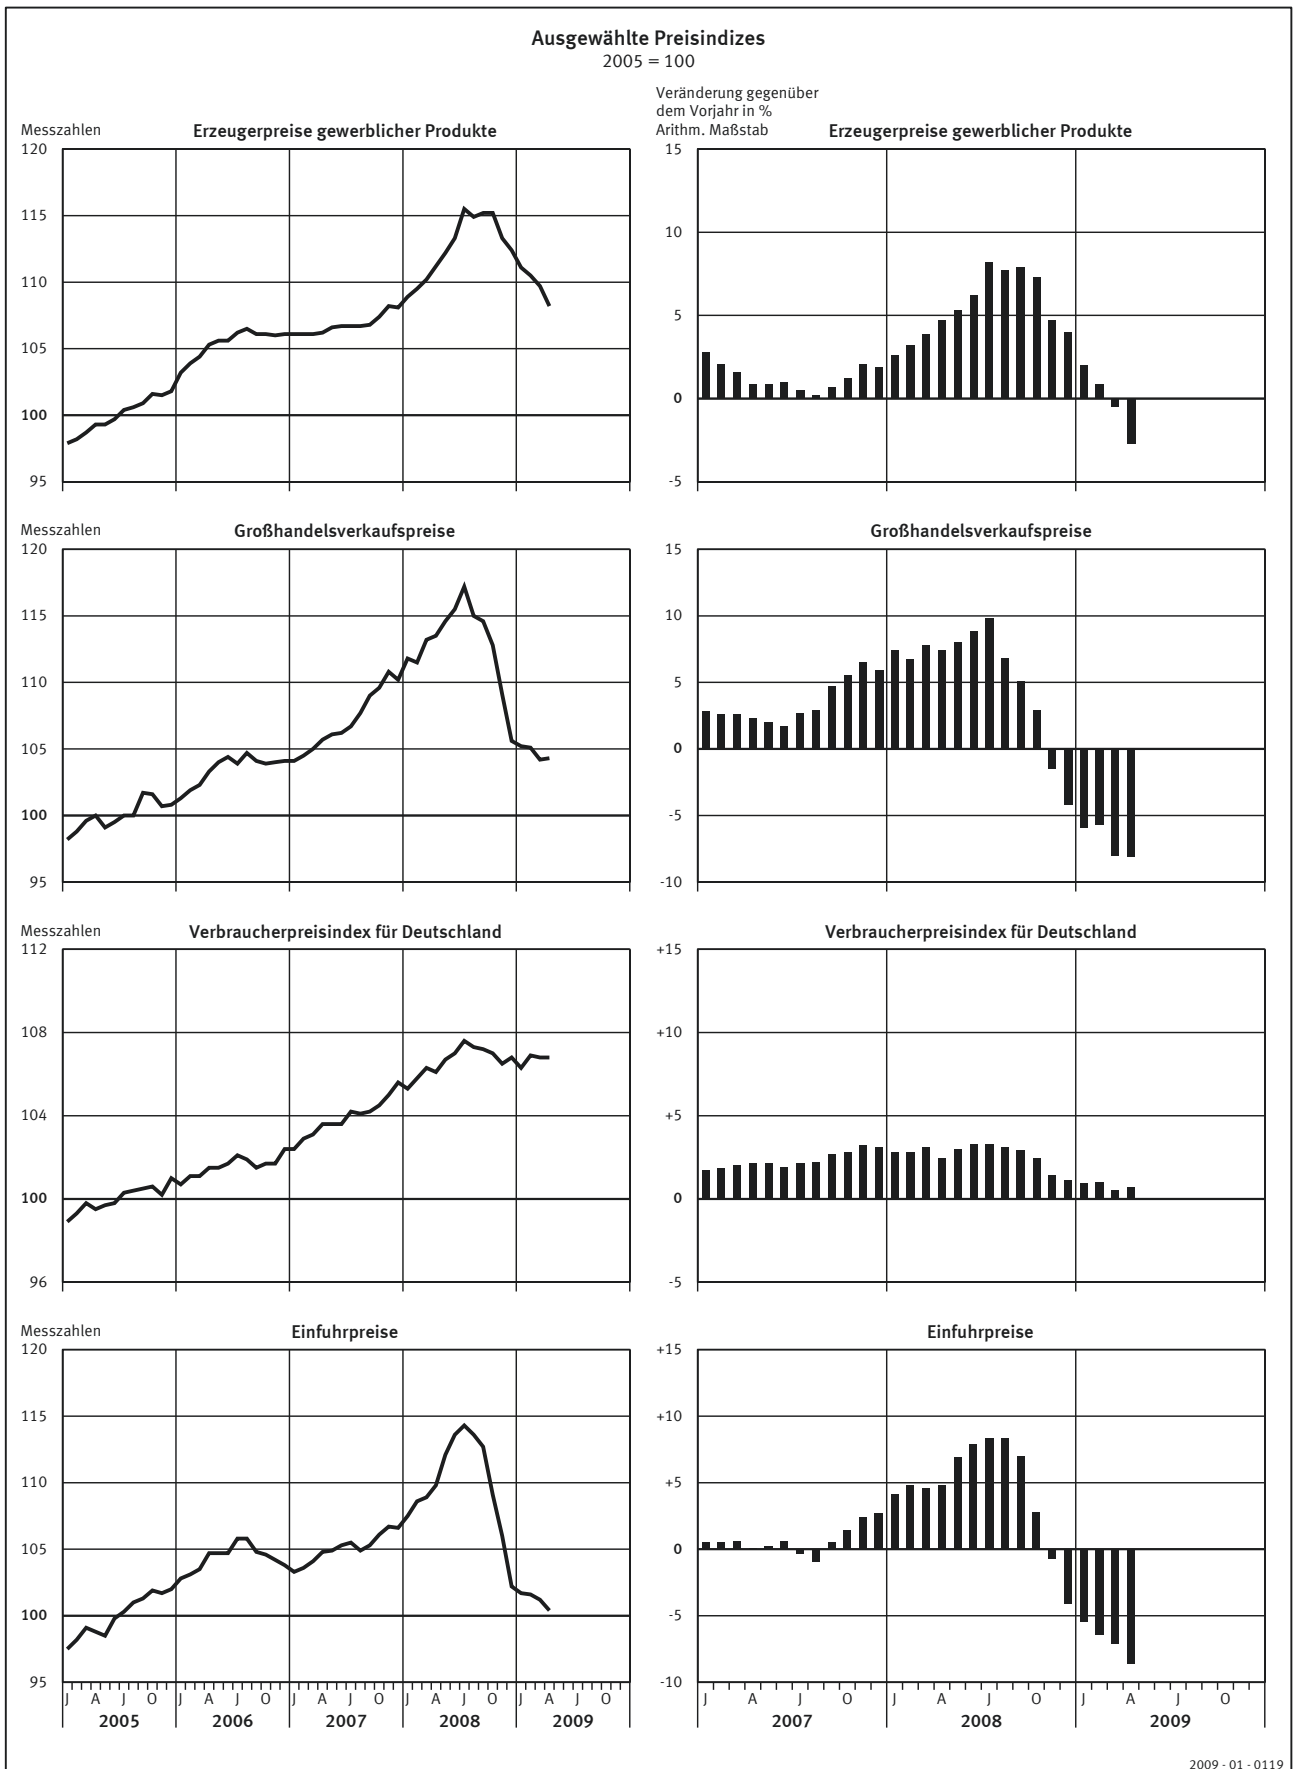 Ausgewählte Preisindizes
2005 = 100
Veränderung gegenüber
dem Vorjahr in %
Arithm. Maßstab
Messzahlen
Erzeugerpreise gewerblicher Produkte
120
115
110
105
100
95
Erzeugerpreise gewerblicher Produkte
15
10
5
0
-5
Messzahlen
Großhandelsverkaufspreise
120
115
110
105
100
95
Großhandelsverkaufspreise
15
10
5
0
-5
-10
Messzahlen
Verbraucherpreisindex für Deutschland
112
108
104
100
96
Verbraucherpreisindex für Deutschland
+15
+10
+5
0
-5
Messzahlen
Einfuhrpreise
120
115
110
105
100
95
J A J O J A J O J A J O J A J O J A J O
2005 2006 2007 2008 2009
Einfuhrpreise
+15
+10
+5
0
-5
-10
J A J O J A J O J A J O
2007 2008 2009
2009 - 01 - 0119